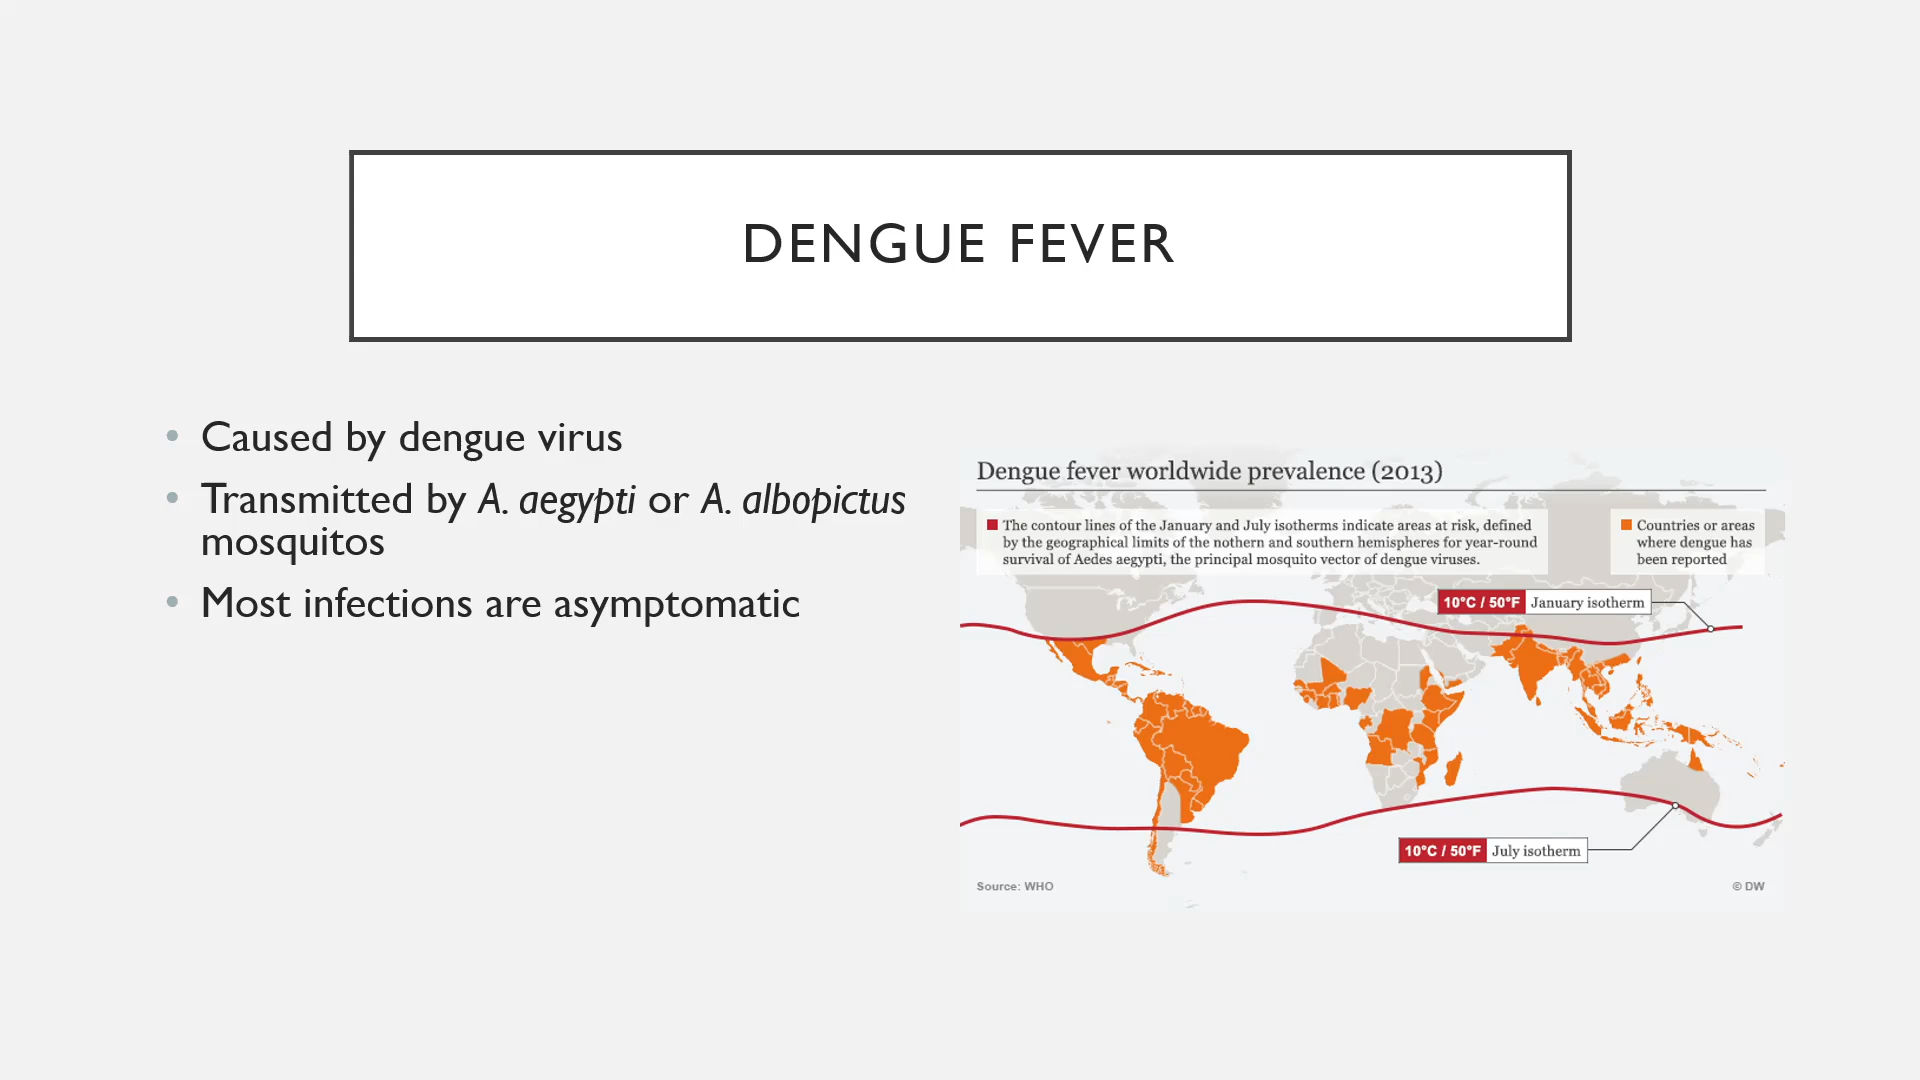 DENGUE FEVER
• Caused by dengue virus
• Transmitted by A. aegypti or A. albopictus
mosquitos
• Most infections are asymptomatic
Dengue fever worldwide prevalence (2013)
The contour lines of the January and July isotherms indicate areas at risk, defined
by the geographical limits of the nothern and southern hemispheres for year-round
survival of Aedes aegypti, the principal mosquito vector of dengue viruses.
Countries or areas
where dengue has
been reported
10°C / 50°F January isotherm
10°C / 50°F July isotherm
Source: WHO
© DW